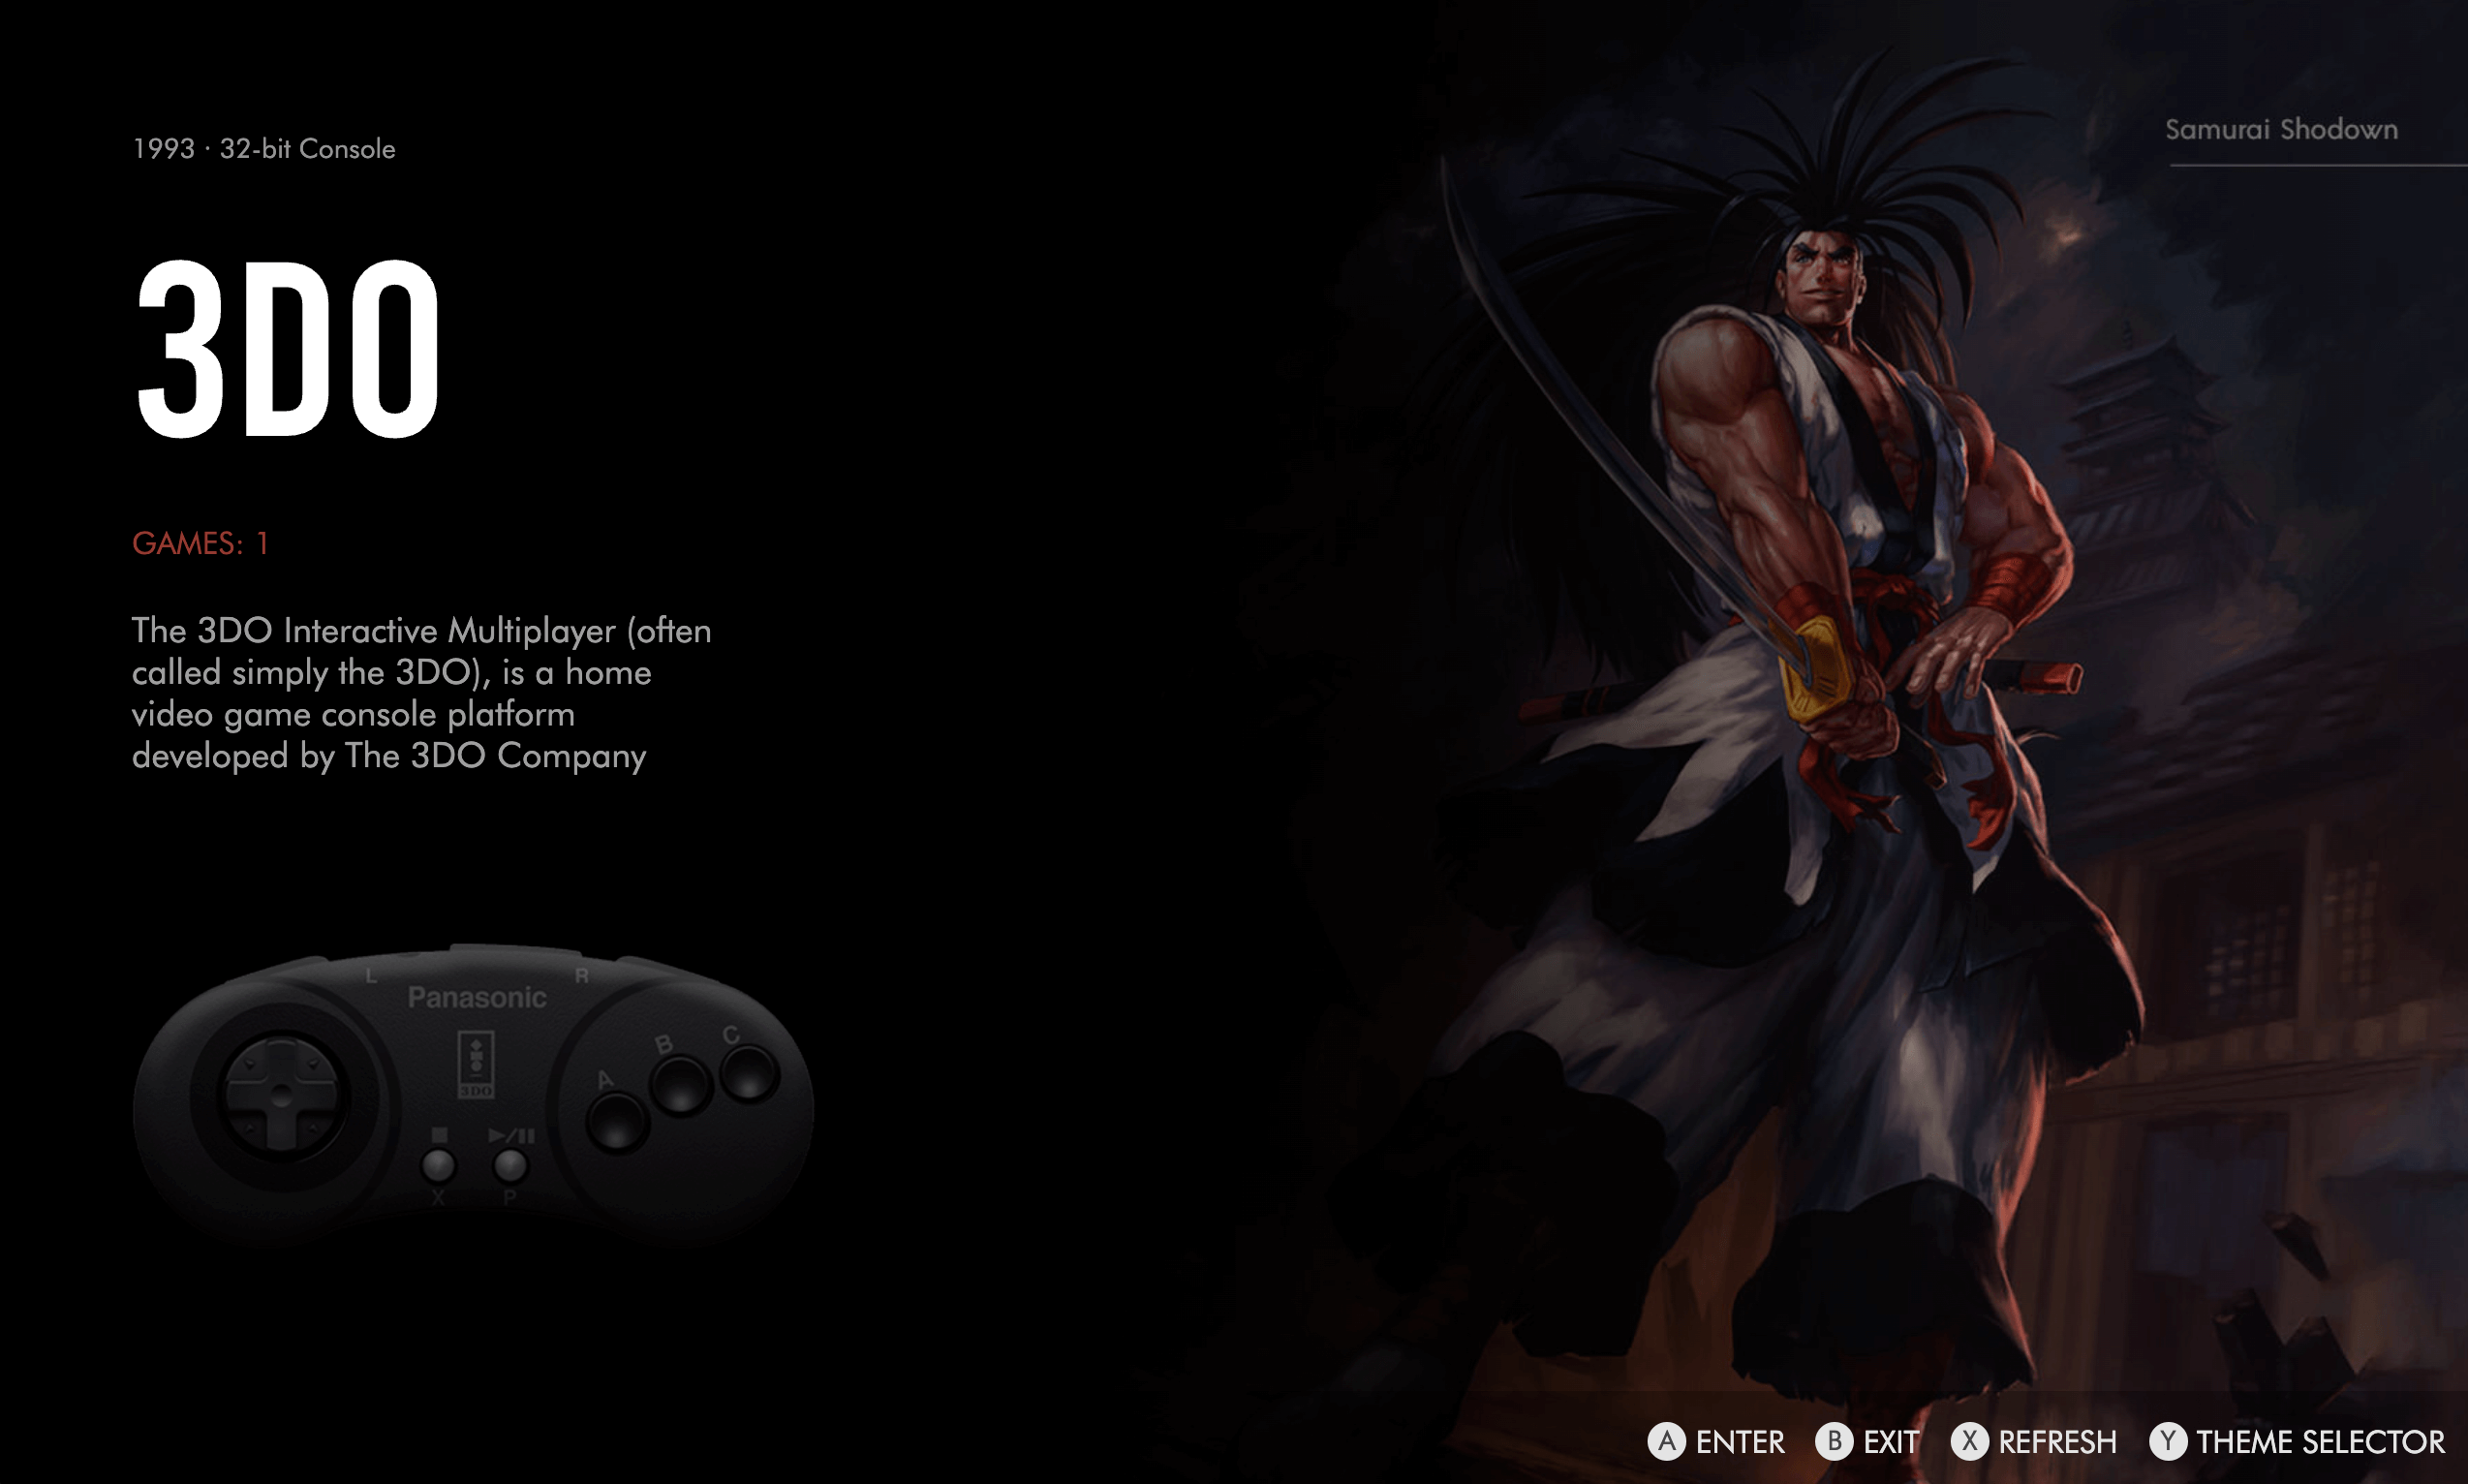 1993 · 32-bit Console
Samurai Shodown
3DO
GAMES: 1
The 3DO Interactive Multiplayer (often
called simply the 3DO), is a home
video game console platform
developed by The 3DO Company
L R
Panasonic
3DO
A B C
X P
A ENTER B EXIT X REFRESH Y THEME SELECTOR